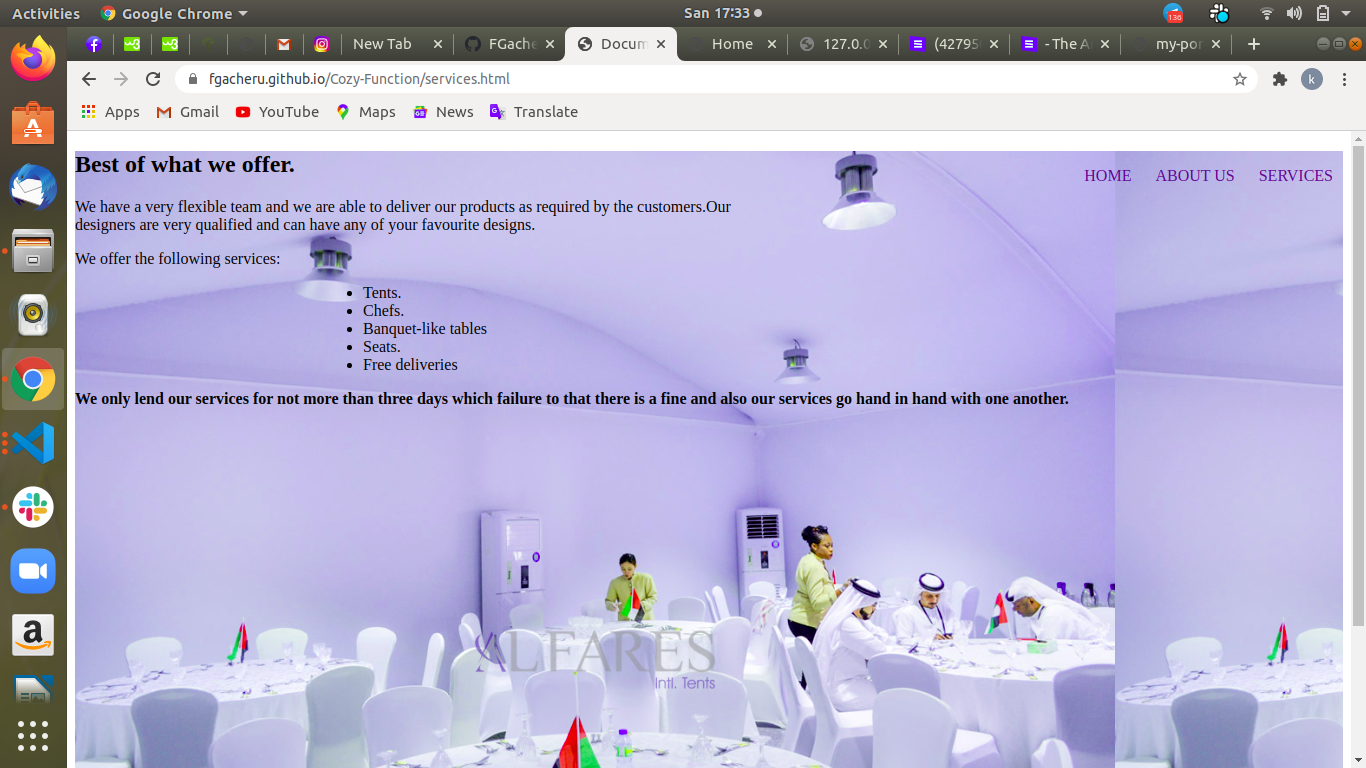 Activities
Google Chrome
San 17:33
136
New Tab
FGache
Docum
Home
127.0.0
(42795
- The A
my-por
fgacheru.github.io/Cozy-Function/services.html
k
Apps
Gmail
YouTube
Maps
News
Translate
HOME ABOUT US SERVICES
Best of what we offer.
We have a very flexible team and we are able to deliver our products as required by the customers.Our
designers are very qualified and can have any of your favourite designs.
We offer the following services:
Tents.
Chefs.
Banquet-like tables
Seats.
Free deliveries
We only lend our services for not more than three days which failure to that there is a fine and also our services go hand in hand with one another.
ALFARES
Intl. Tents